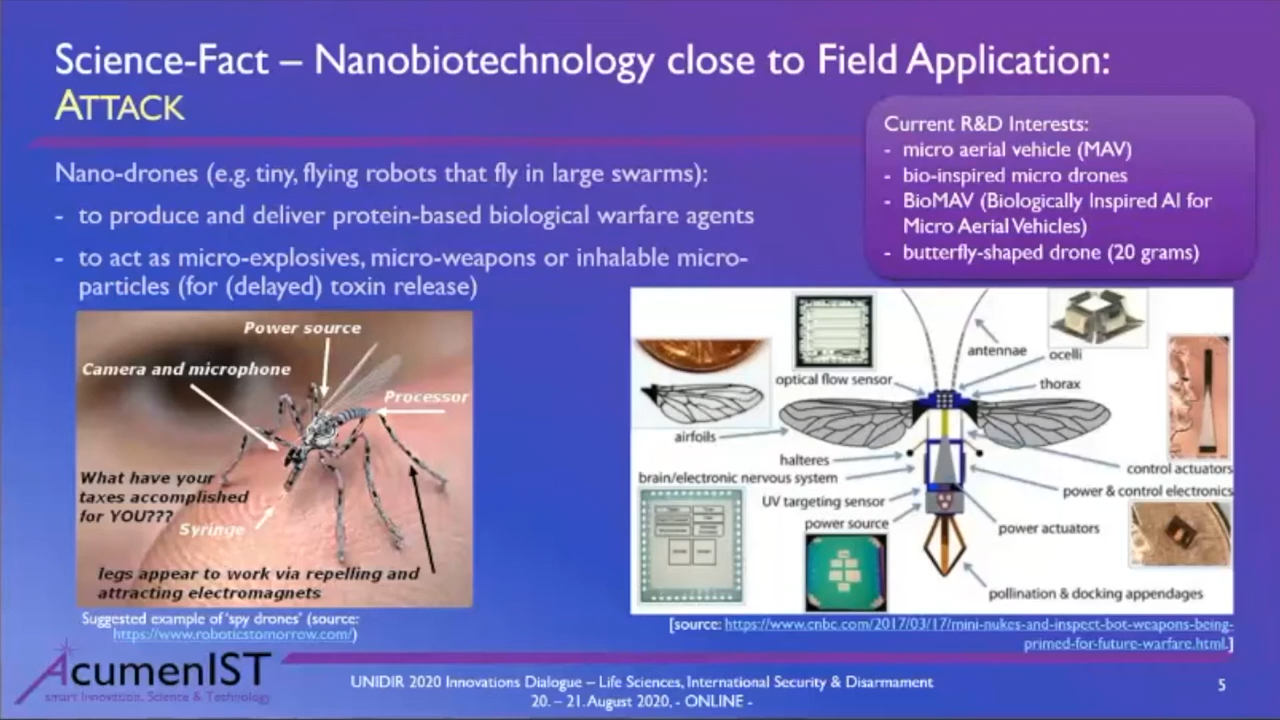 Science-Fact – Nanobiotechnology close to Field Application:
ATTACK
Current R&D Interests:
- micro aerial vehicle (MAV)
- bio-inspired micro drones
- BioMAV (Biologically Inspired AI for
Micro Aerial Vehicles)
- butterfly-shaped drone (20 grams)
Nano-drones (e.g. tiny, flying robots that fly in large swarms):
- to produce and deliver protein-based biological warfare agents
- to act as micro-explosives, micro-weapons or inhalable micro-
particles (for (delayed) toxin release)
Power source
Camera and microphone
Processor
What have your
taxes accomplished
for YOU???
Syringe
legs appear to work via repelling and
attracting electromagnets
Suggested example of 'spy drones' (source:
https://www.roboticstomorrow.com/)
antennae
ocelli
optical flow sensor
thorax
airfoils
halteres
control actuators
brain/electronic nervous system
power & control electronics
UV targeting sensor
power source
power actuators
pollination & docking appendages
[source: https://www.cnbc.com/2017/03/17/mini-nukes-and-inspect-bot-weapons-being-
primed-for-future-warfare.html.]
AcumenIST
smart Innovation, Science & Technology
UNIDIR 2020 Innovations Dialogue – Life Sciences, International Security & Disarmament
20. – 21. August 2020, - ONLINE -
5